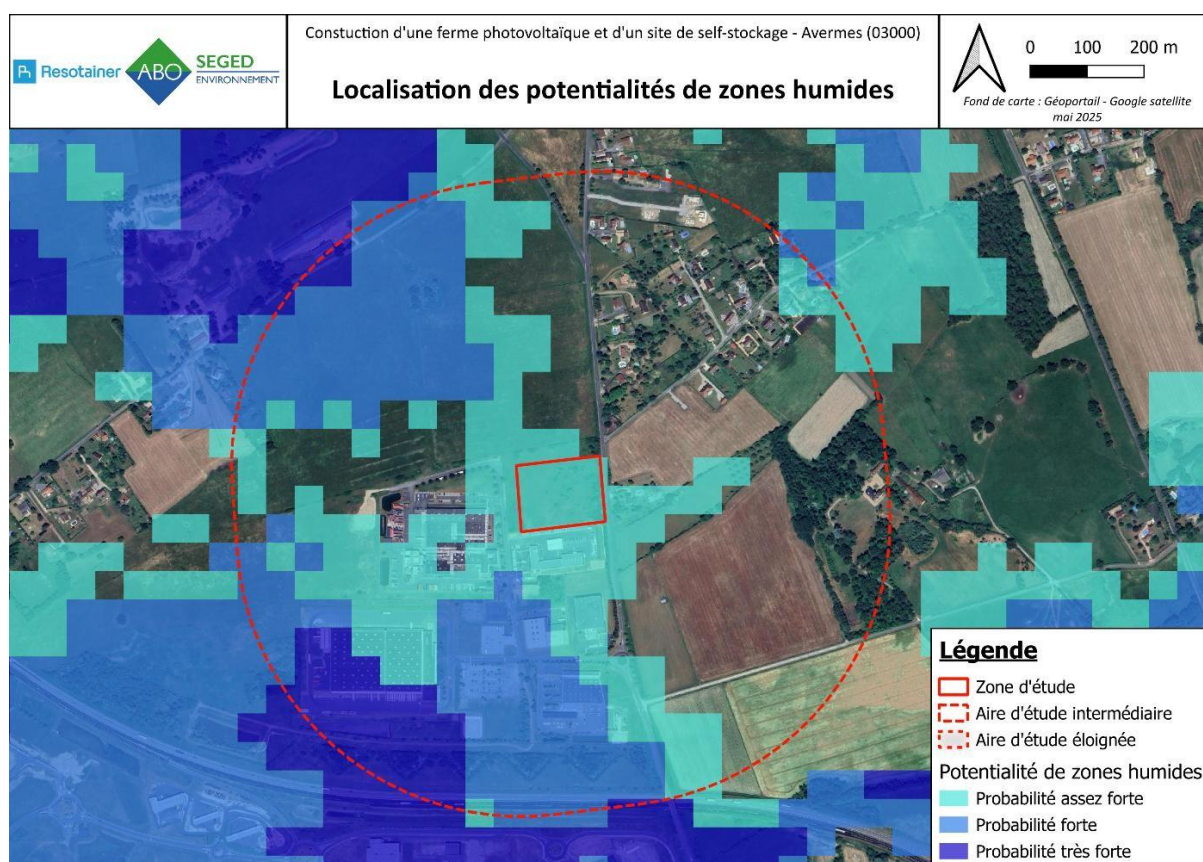 Resotainer
ABO
SEGED
ENVIRONNEMENT
Constuction d'une ferme photovoltaïque et d'un site de self-stockage - Avermes (03000)
Localisation des potentialités de zones humides
0 100 200 m
Fond de carte : Géoportail - Google satellite
mai 2025
Légende
Zone d'étude
Aire d'étude intermédiaire
Aire d'étude éloignée
Potentialité de zones humides
Probabilité assez forte
Probabilité forte
Probabilité très forte